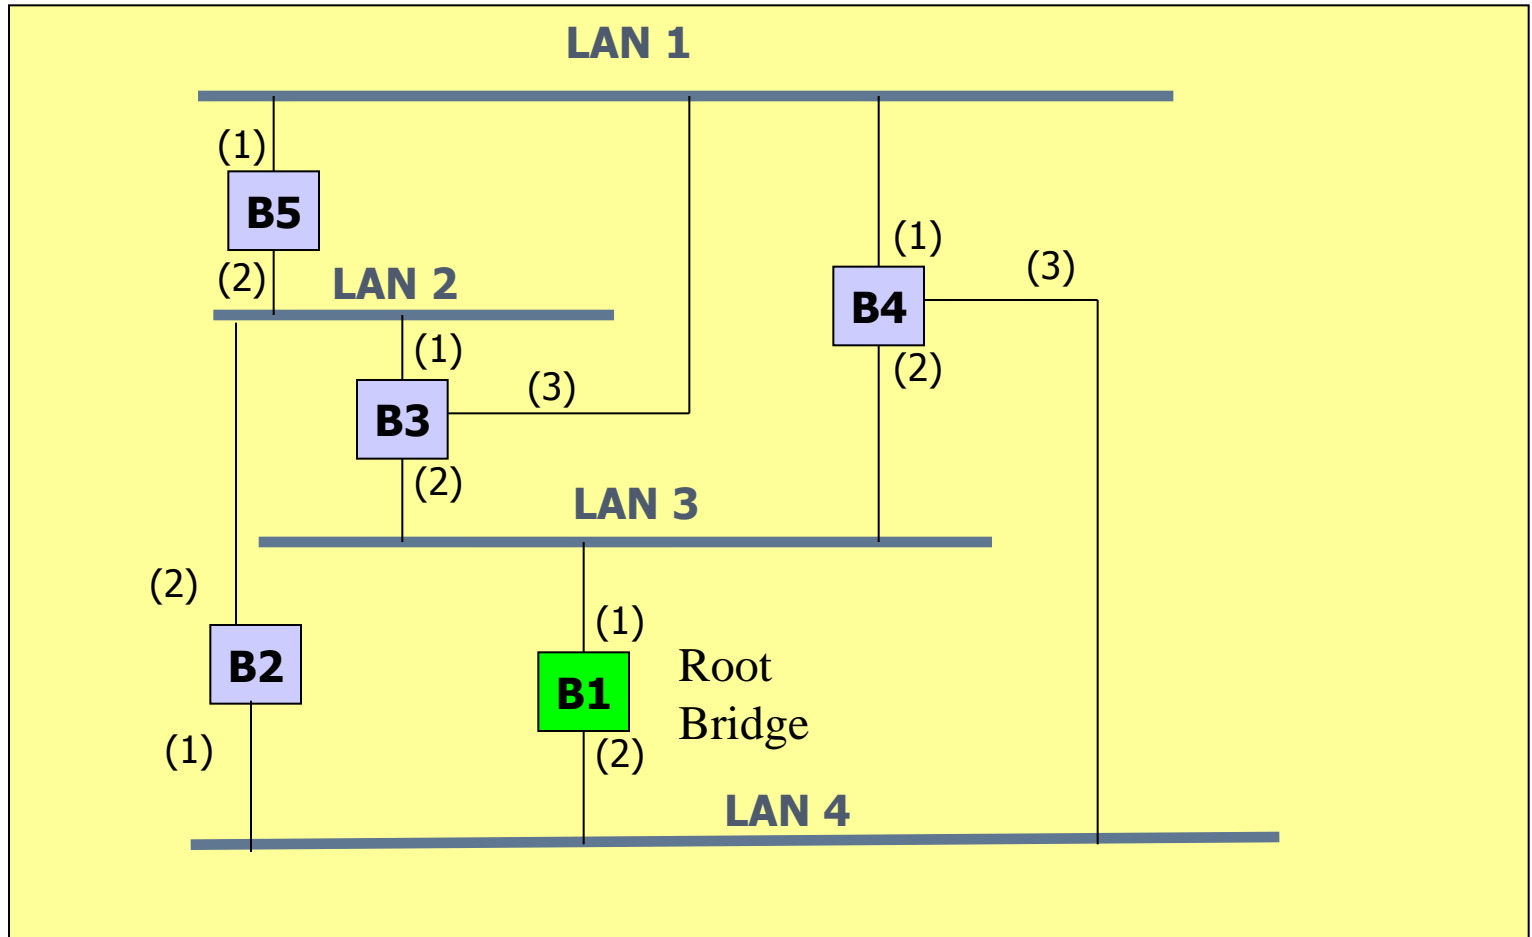 LAN 1
(1)
B5
(2)
LAN 2
(1)
(3)
B4
(2)
(1)
B3
(3)
(2)
LAN 3
(2)
B2
(1)
(1)
B1
(2)
Root
Bridge
LAN 4